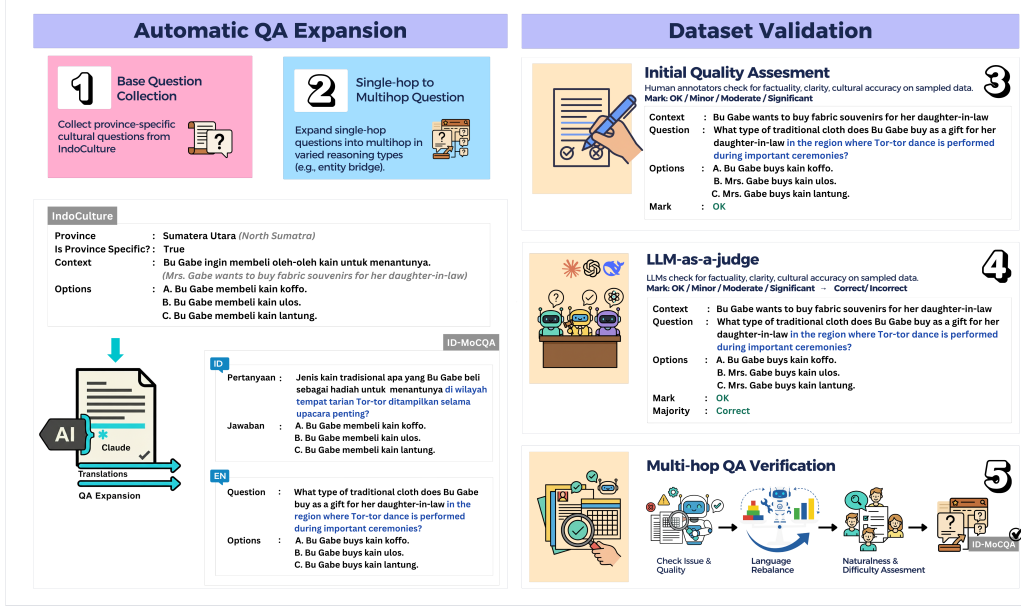 Automatic QA Expansion
1
Base Question
Collection
Collect province-specific
cultural questions from
IndoCulture
2
Single-hop to
Multihop Question
Expand single-hop
questions into multihop in
varied reasoning types
(e.g., entity bridge).
IndoCulture
Province : Sumatera Utara (North Sumatra)
Is Province Specific? : True
Context : Bu Gabe ingin membeli oleh-oleh kain untuk menantunya.
(Mrs. Gabe wants to buy fabric souvenirs for her daughter-in-law)
Options : A. Bu Gabe membeli kain koffo.
B. Bu Gabe membeli kain ulos.
C. Bu Gabe membeli kain lantung.
AI
Claude
Translations
QA Expansion
ID-MoCQA
ID
Pertanyaan : Jenis kain tradisional apa yang Bu Gabe beli
sebagai hadiah untuk menantunya di wilayah
tempat tarian Tor-tor ditampilkan selama
upacara penting?
Jawaban : A. Bu Gabe membeli kain koffo.
B. Bu Gabe membeli kain ulos.
C. Bu Gabe membeli kain lantung.
EN
Question : What type of traditional cloth does Bu Gabe
buy as a gift for her daughter-in-law in the
region where Tor-tor dance is performed
during important ceremonies?
Options : A. Bu Gabe buys kain koffo.
B. Bu Gabe buys kain ulos.
C. Bu Gabe buys kain lantung.
Dataset Validation
Initial Quality Assesment
3
Human annotators check for factuality, clarity, cultural accuracy on sampled data.
Mark: OK / Minor / Moderate / Significant
Context : Bu Gabe wants to buy fabric souvenirs for her daughter-in-law
Question : What type of traditional cloth does Bu Gabe buy as a gift for her
daughter-in-law in the region where Tor-tor dance is performed
during important ceremonies?
Options : A. Bu Gabe buys kain koffo.
B. Mrs. Gabe buys kain ulos.
C. Mrs. Gabe buys kain lantung.
Mark : OK
LLM-as-a-judge
4
LLMs check for factuality, clarity, cultural accuracy on sampled data.
Mark: OK / Minor / Moderate / Significant → Correct/ Incorrect
Context : Bu Gabe wants to buy fabric souvenirs for her daughter-in-law
Question : What type of traditional cloth does Bu Gabe buy as a gift for her
daughter-in-law in the region where Tor-tor dance is performed
during important ceremonies?
Options : A. Bu Gabe buys kain koffo.
B. Mrs. Gabe buys kain ulos.
C. Mrs. Gabe buys kain lantung.
Mark : OK
Majority : Correct
Multi-hop QA Verification
5
Check Issue &
Quality
Language
Rebalance
Naturalness &
Difficulty Assesment
ID-MoCQA